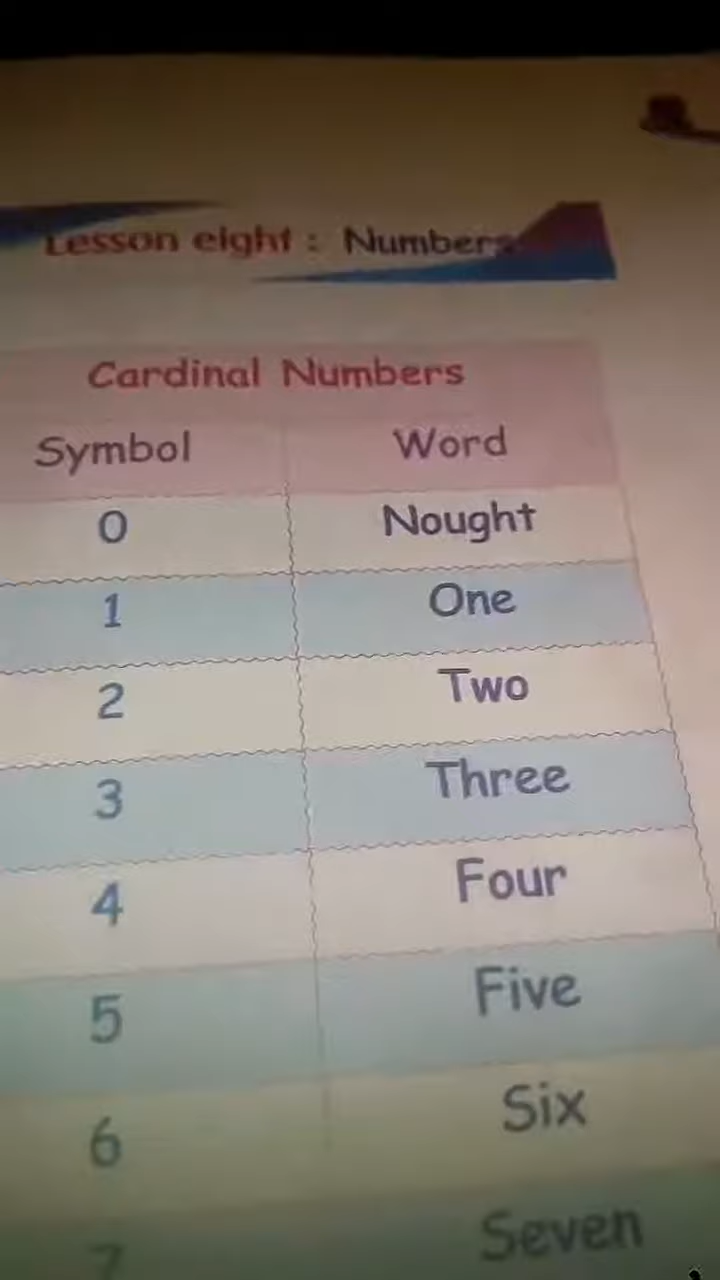 Lesson eight : Numbers
Cardinal Numbers
Symbol Word
0 Nought
1 One
2 Two
3 Three
4 Four
5 Five
6 Six
7 Seven